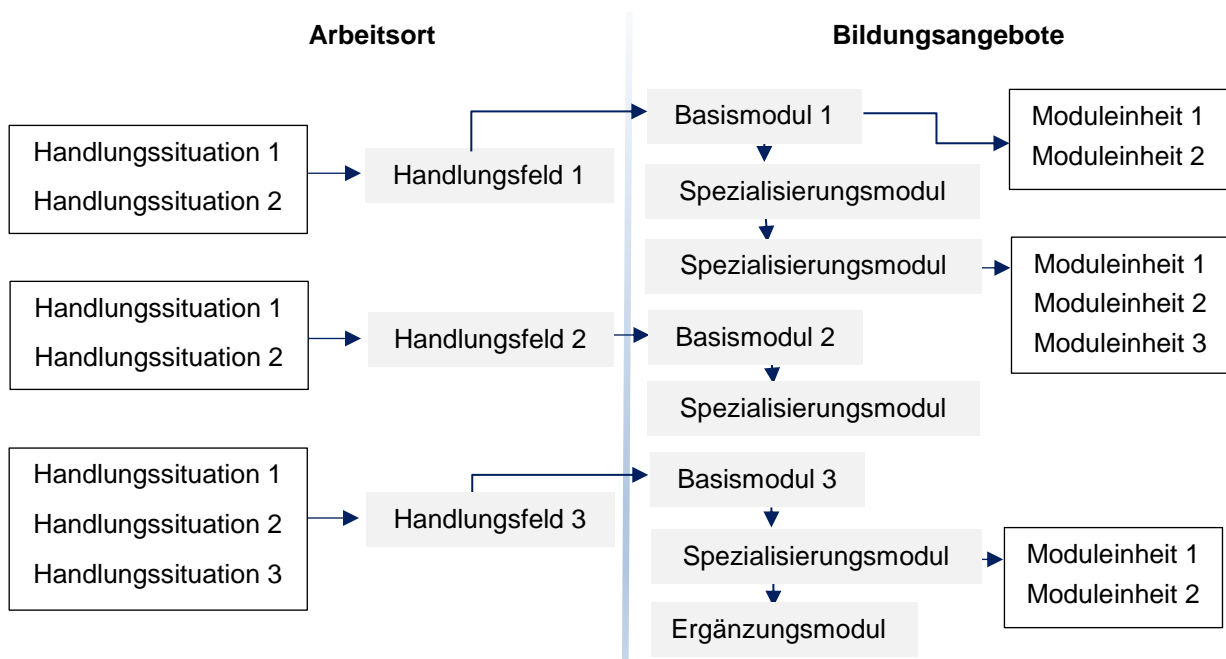 Arbeitsort
Bildungsangebote
Handlungssituation 1
Handlungssituation 2
Handlungsfeld 1
Basismodul 1
Moduleinheit 1
Moduleinheit 2
Spezialisierungsmodul
Spezialisierungsmodul
Moduleinheit 1
Moduleinheit 2
Moduleinheit 3
Handlungssituation 1
Handlungssituation 2
Handlungsfeld 2
Basismodul 2
Spezialisierungsmodul
Handlungssituation 1
Handlungssituation 2
Handlungssituation 3
Handlungsfeld 3
Basismodul 3
Spezialisierungsmodul
Moduleinheit 1
Moduleinheit 2
Ergänzungsmodul